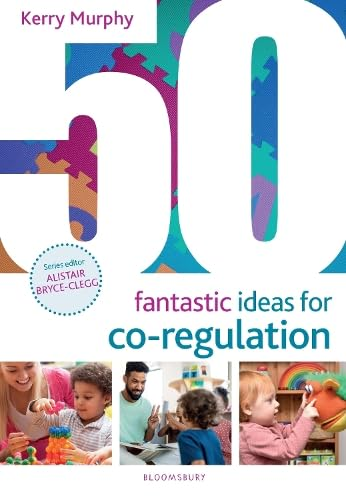 Kerry Murphy
50
Series editor
ALISTAIR
BRYCE-CLEGG
fantastic ideas for
co-regulation
BLOOMSBURY